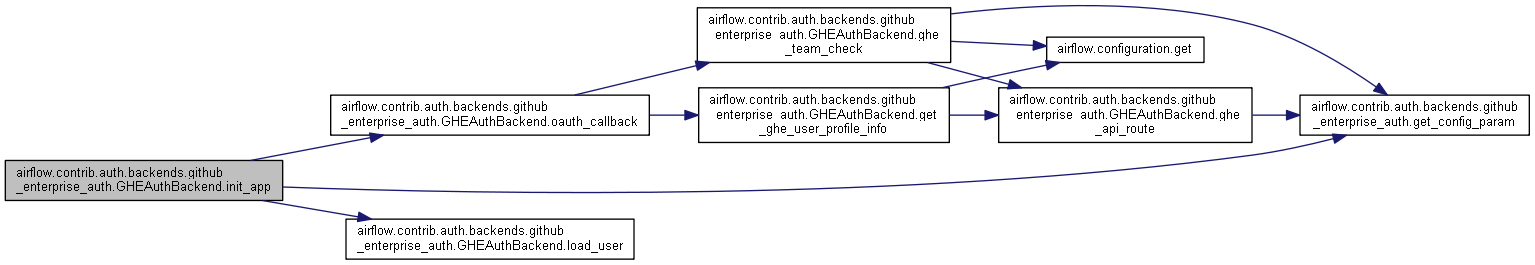 airflow.contrib.auth.backends.github
_enterprise_auth.GHEAuthBackend.init_app
airflow.contrib.auth.backends.github
_enterprise_auth.GHEAuthBackend.oauth_callback
airflow.contrib.auth.backends.github
_enterprise_auth.GHEAuthBackend.load_user
airflow.contrib.auth.backends.github
_enterprise_auth.GHEAuthBackend.ghe
_team_check
airflow.contrib.auth.backends.github
_enterprise_auth.GHEAuthBackend.get
_ghe_user_profile_info
airflow.configuration.get
airflow.contrib.auth.backends.github
_enterprise_auth.GHEAuthBackend.ghe
_api_route
airflow.contrib.auth.backends.github
_enterprise_auth.get_config_param